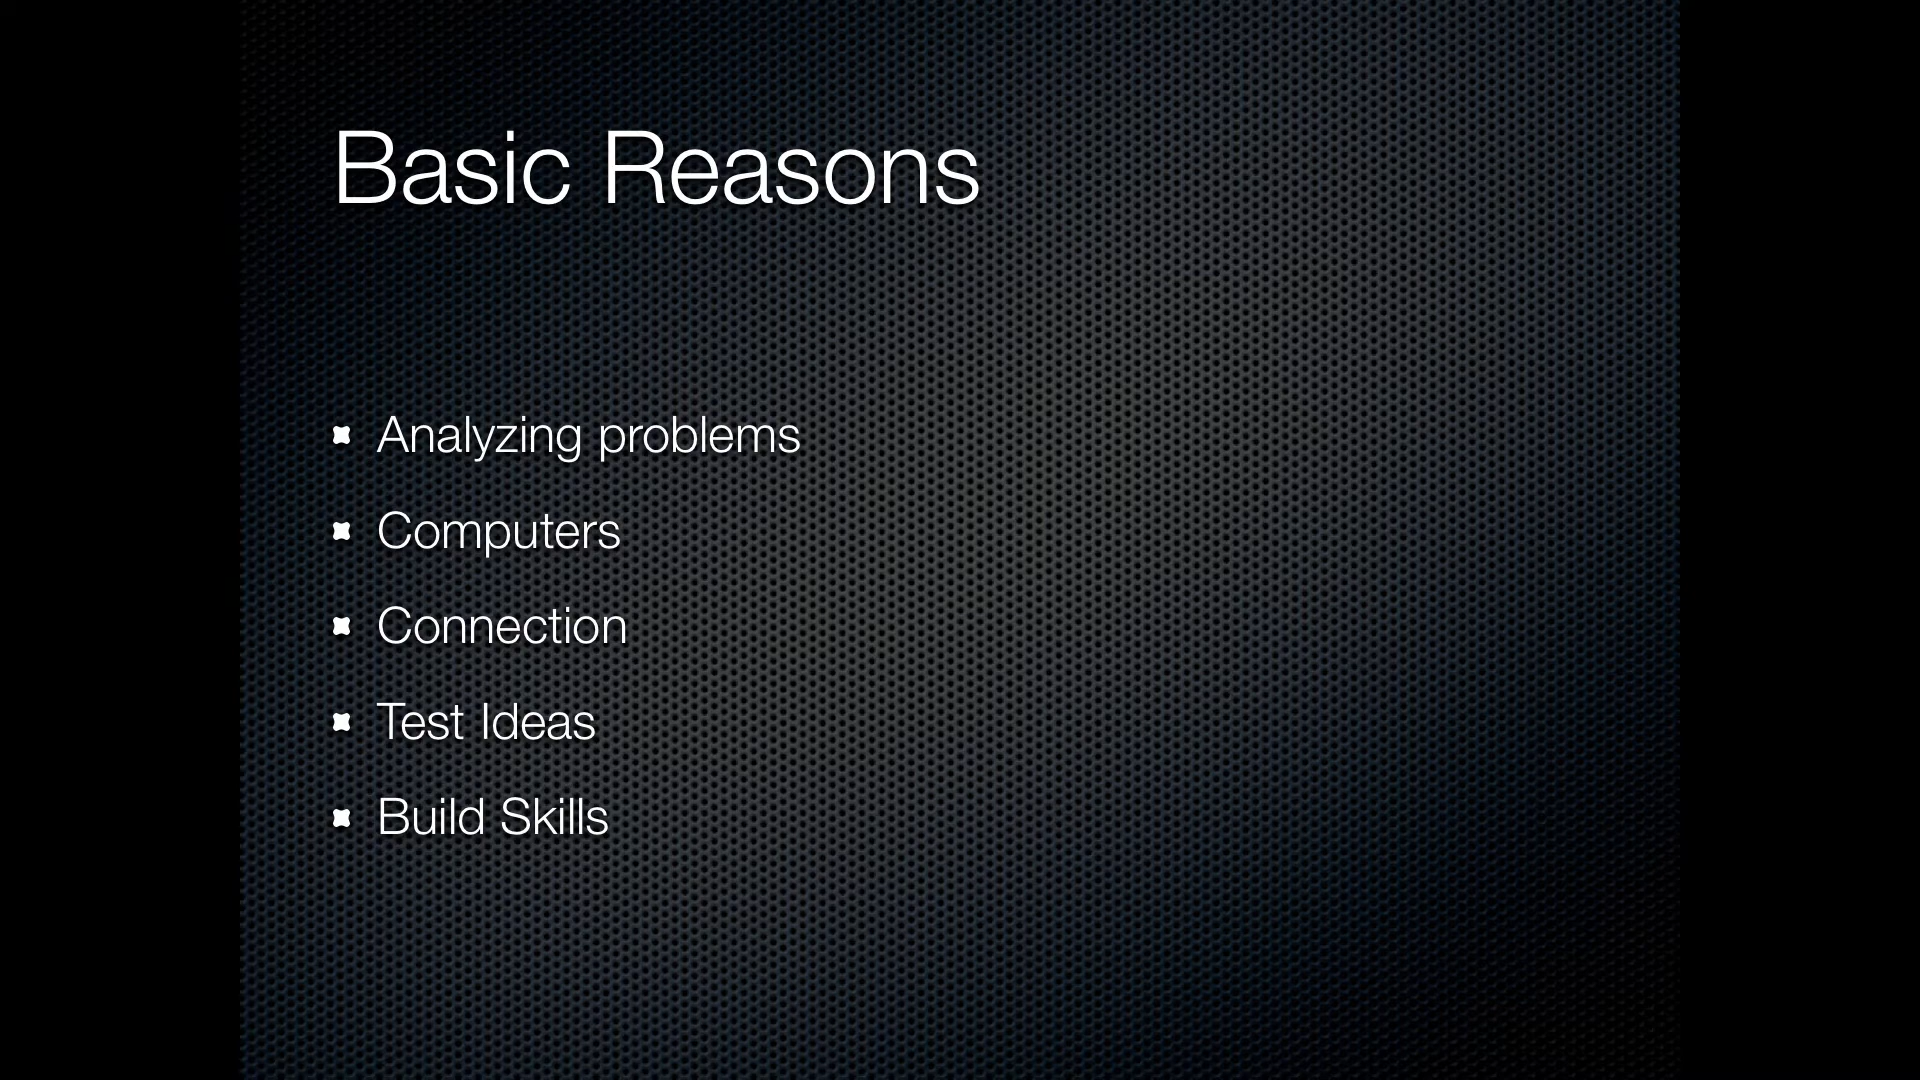 Basic Reasons
Analyzing problems
Computers
Connection
Test Ideas
Build Skills